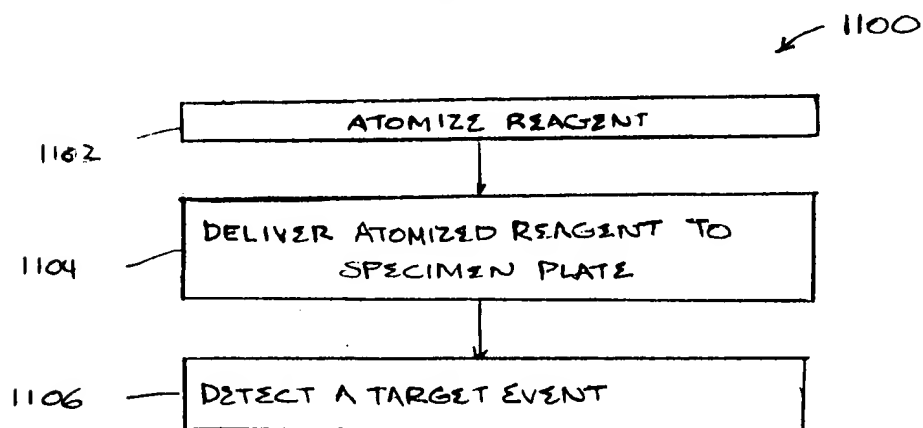 1100
ATOMIZE REAGENT
1102
DELIVER ATOMIZED REAGENT TO
SPECIMEN PLATE
1104
1106
DETECT A TARGET EVENT